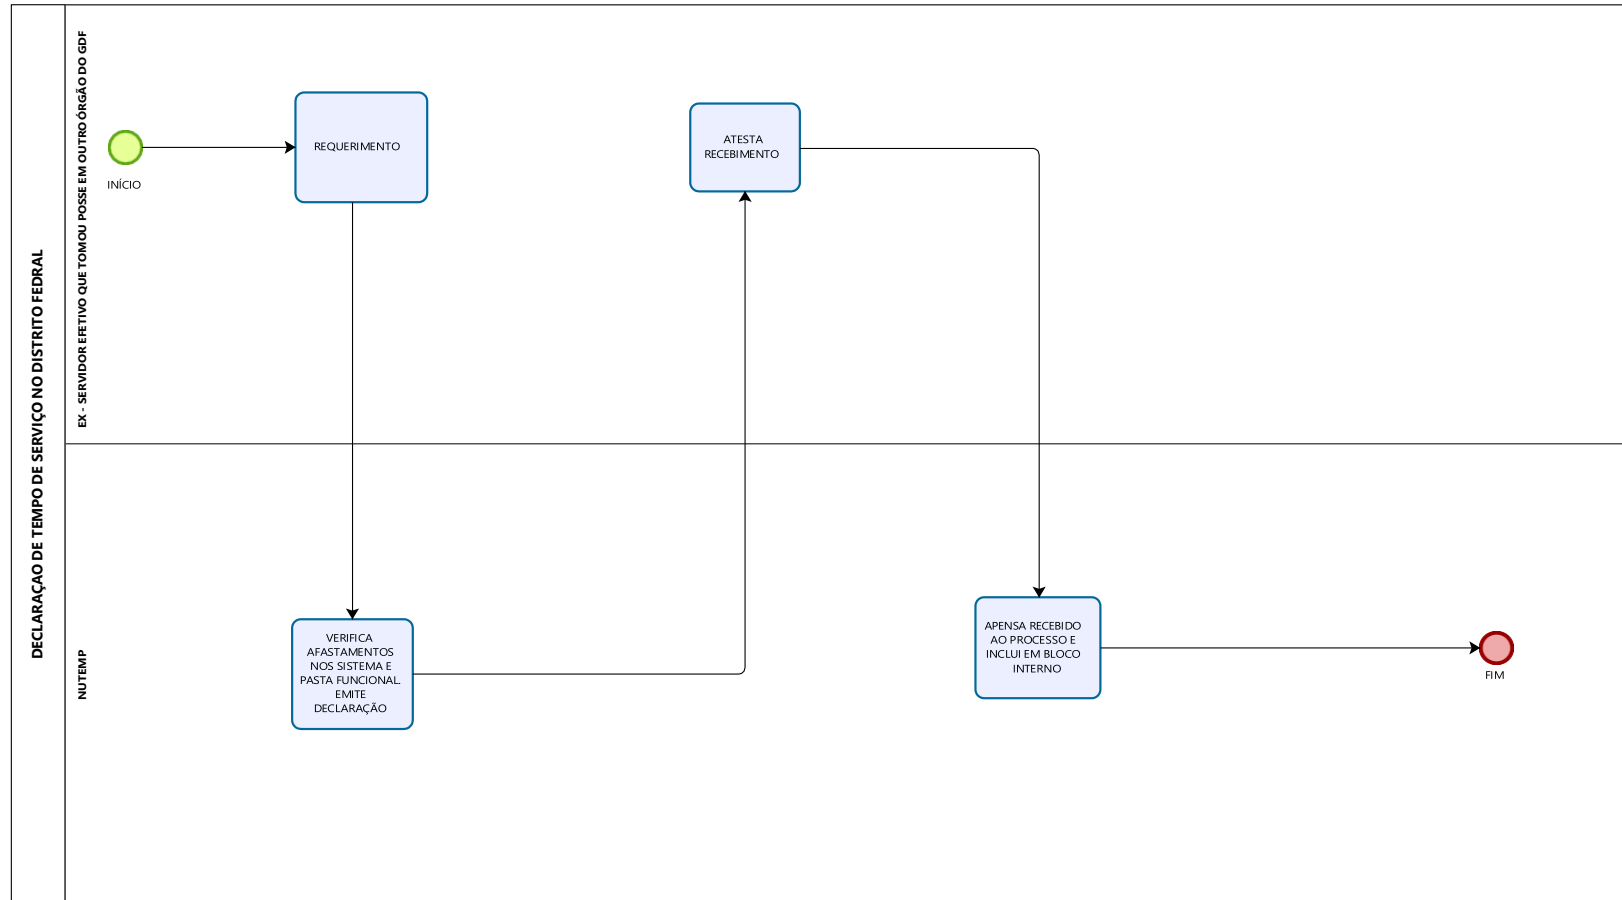 DECLARAÇAO DE TEMPO DE SERVIÇO NO DISTRITO FEDRAL
EX - SERVIDOR EFETIVO QUE TOMOU POSSE EM OUTRO ÓRGÃO DO GDF
INÍCIO
REQUERIMENTO
ATESTA
RECEBIMENTO
NUTEMP
VERIFICA
AFASTAMENTOS
NOS SISTEMA E
PASTA FUNCIONAL.
EMITE
DECLARAÇÃO
APENSA RECEBIDO
AO PROCESSO E
INCLUI EM BLOCO
INTERNO
FIM